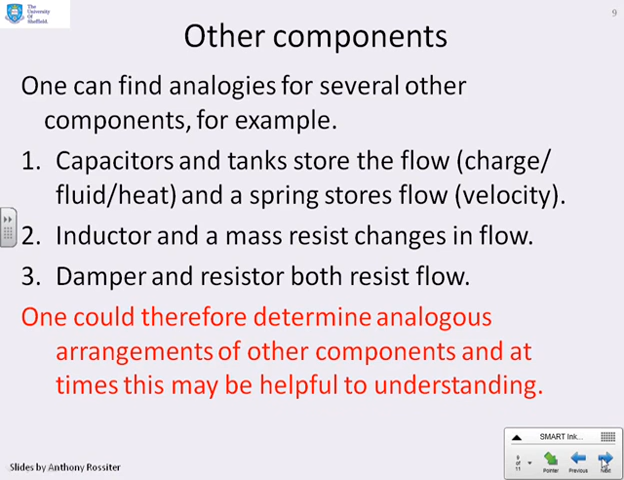 The
University
Of
Sheffield.
9
Other components
One can find analogies for several other
components, for example.
1. Capacitors and tanks store the flow (charge/
fluid/heat) and a spring stores flow (velocity).
2. Inductor and a mass resist changes in flow.
3. Damper and resistor both resist flow.
One could therefore determine analogous
arrangements of other components and at
times this may be helpful to understanding.
SMART Ink...
9
of
11
Pointer
Previous
Next
Slides by Anthony Rossiter